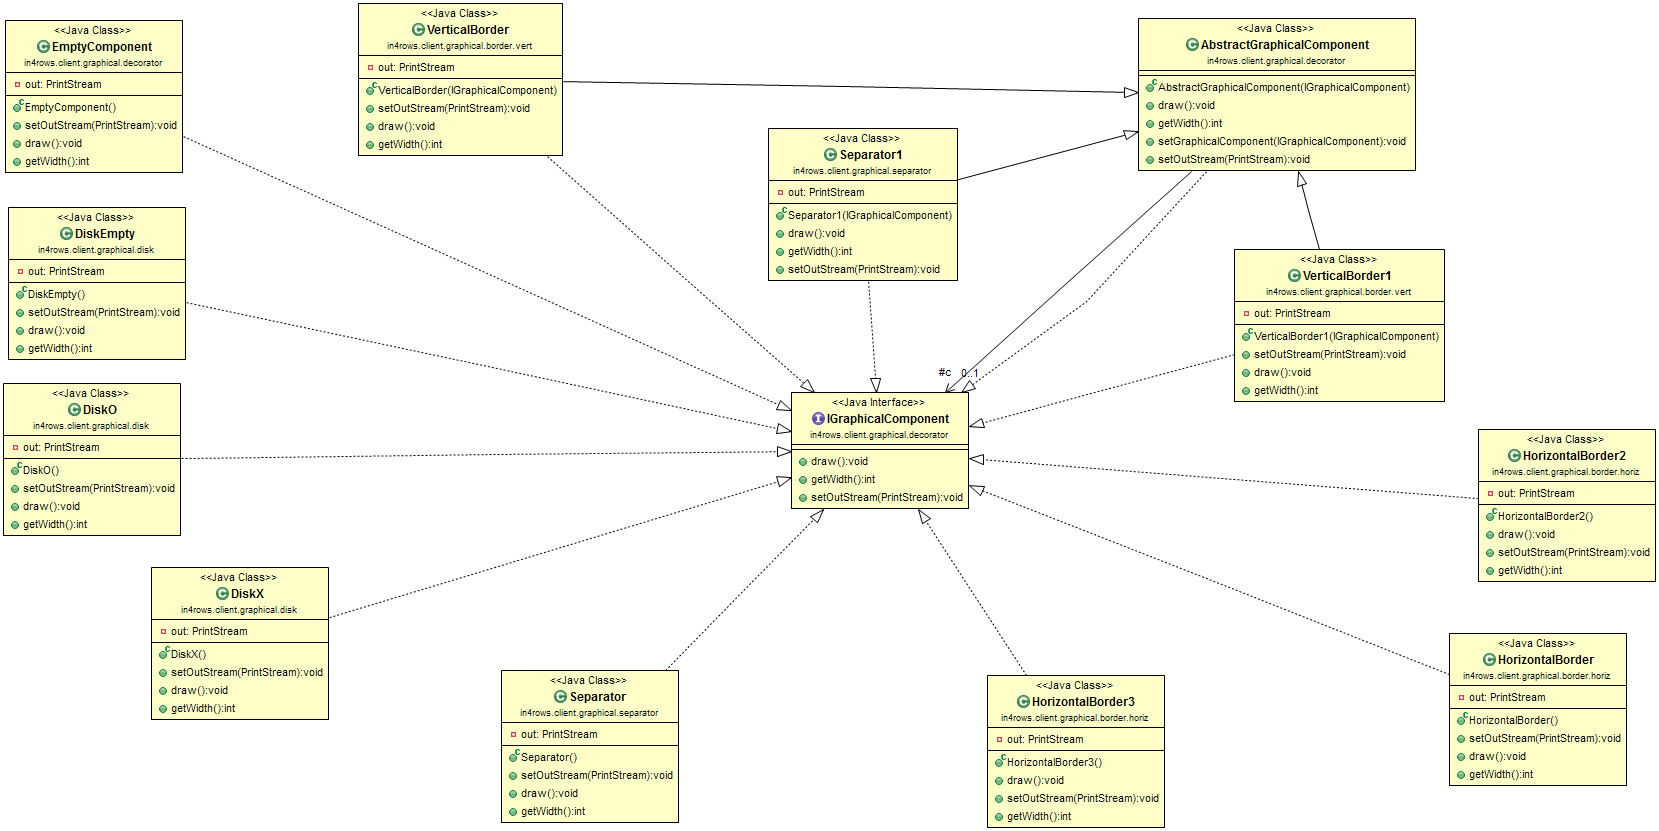 <<Java Class>>
EmptyComponent
in4rows.client.graphical.decorator
out: PrintStream
EmptyComponent()
setOutStream(PrintStream):void
draw():void
getWidth():int
<<Java Class>>
VerticalBorder
in4rows.client.graphical.border.vert
out: PrintStream
VerticalBorder(IGraphicalComponent)
setOutStream(PrintStream):void
draw():void
getWidth():int
<<Java Class>>
AbstractGraphicalComponent
in4rows.client.graphical.decorator
AbstractGraphicalComponent(IGraphicalComponent)
draw():void
getWidth():int
setGraphicalComponent(IGraphicalComponent):void
setOutStream(PrintStream):void
<<Java Class>>
Separator1
in4rows.client.graphical.separator
out: PrintStream
Separator1(IGraphicalComponent)
draw():void
getWidth():int
setOutStream(PrintStream):void
<<Java Class>>
DiskEmpty
in4rows.client.graphical.disk
out: PrintStream
DiskEmpty()
setOutStream(PrintStream):void
draw():void
getWidth():int
<<Java Class>>
VerticalBorder1
in4rows.client.graphical.border.vert
out: PrintStream
VerticalBorder1(IGraphicalComponent)
setOutStream(PrintStream):void
draw():void
getWidth():int
#c 0..1
<<Java Class>>
DiskO
in4rows.client.graphical.disk
out: PrintStream
DiskO()
setOutStream(PrintStream):void
draw():void
getWidth():int
<<Java Interface>>
IGraphicalComponent
in4rows.client.graphical.decorator
draw():void
getWidth():int
setOutStream(PrintStream):void
<<Java Class>>
HorizontalBorder2
in4rows.client.graphical.border.horiz
out: PrintStream
HorizontalBorder2()
draw():void
setOutStream(PrintStream):void
getWidth():int
<<Java Class>>
DiskX
in4rows.client.graphical.disk
out: PrintStream
DiskX()
setOutStream(PrintStream):void
draw():void
getWidth():int
<<Java Class>>
Separator
in4rows.client.graphical.separator
out: PrintStream
Separator()
setOutStream(PrintStream):void
draw():void
getWidth():int
<<Java Class>>
HorizontalBorder3
in4rows.client.graphical.border.horiz
out: PrintStream
HorizontalBorder3()
draw():void
setOutStream(PrintStream):void
getWidth():int
<<Java Class>>
HorizontalBorder
in4rows.client.graphical.border.horiz
out: PrintStream
HorizontalBorder()
setOutStream(PrintStream):void
draw():void
getWidth():int